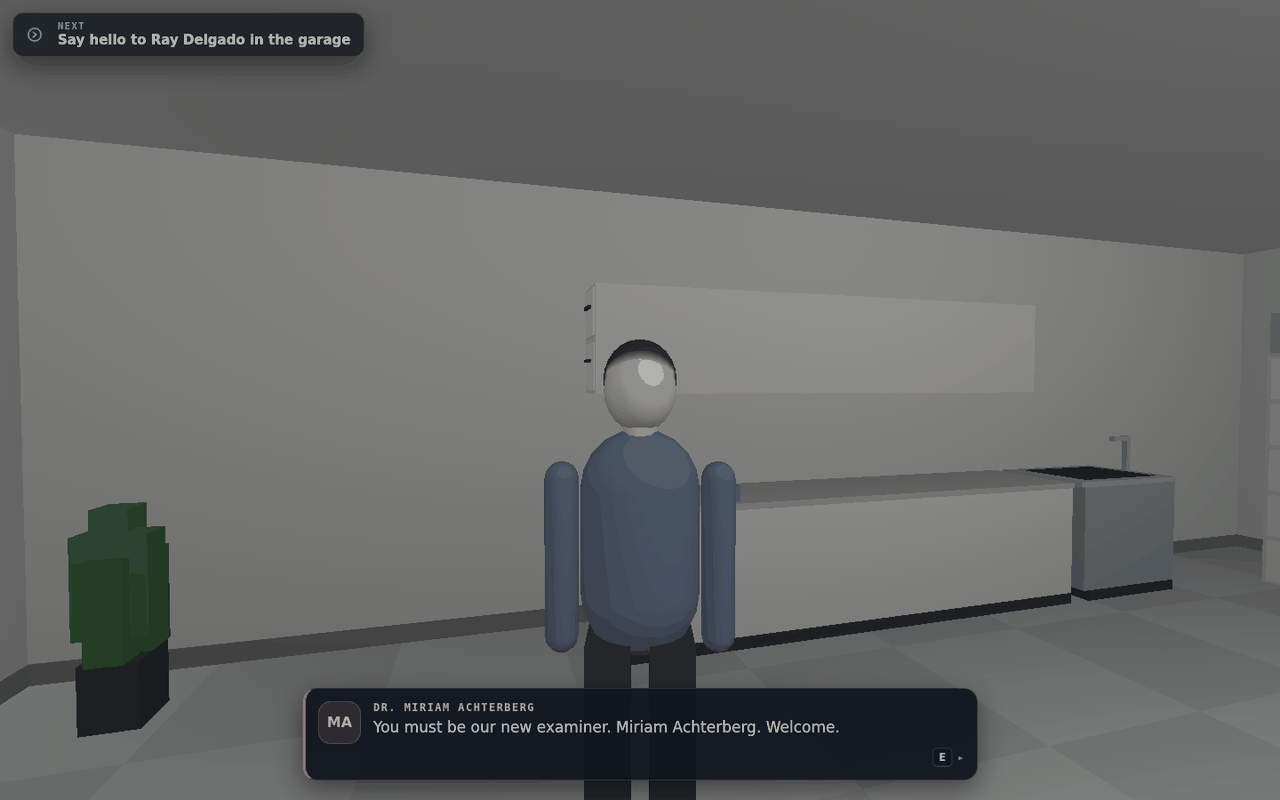 NEXT
Say hello to Ray Delgado in the garage
MA
DR. MIRIAM ACHTERBERG
You must be our new examiner. Miriam Achterberg. Welcome.
E